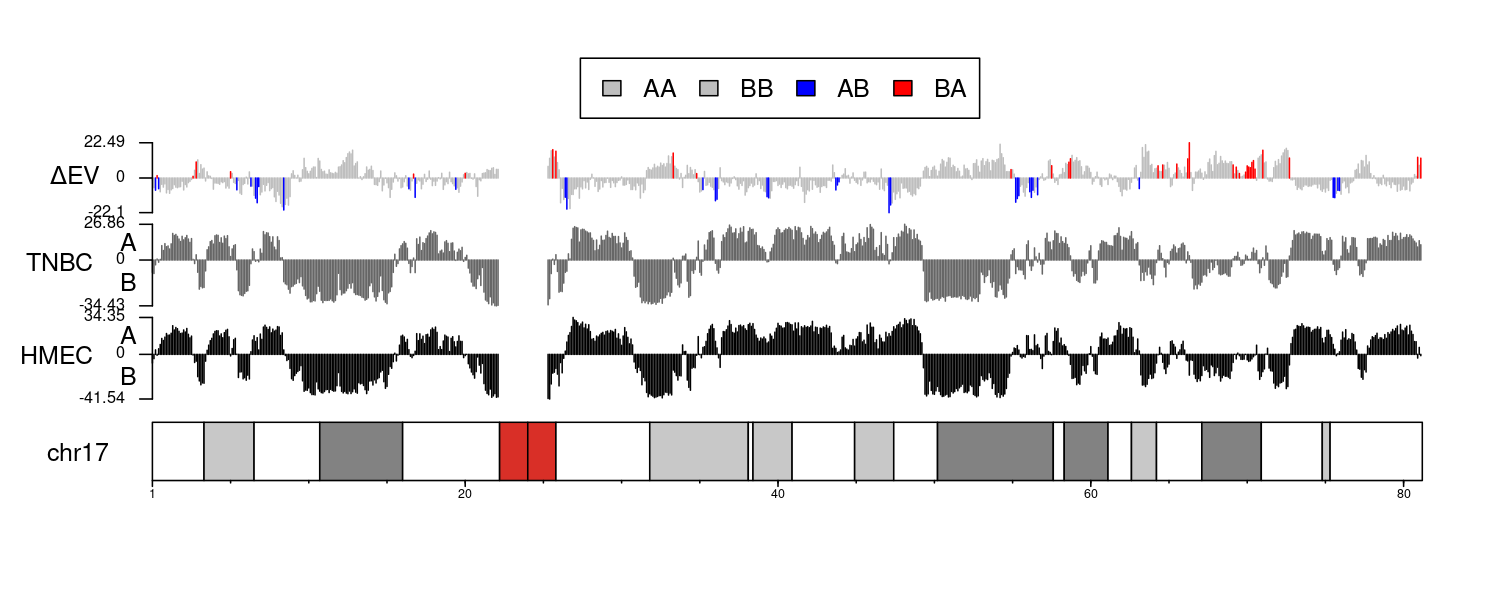 AA BB AB BA
22.49
ΔEV 0
-22.1
26.86
A
TNBC 0
B
-34.43
34.35
A
HMEC 0
B
-41.54
chr17
1 20 40 60 80